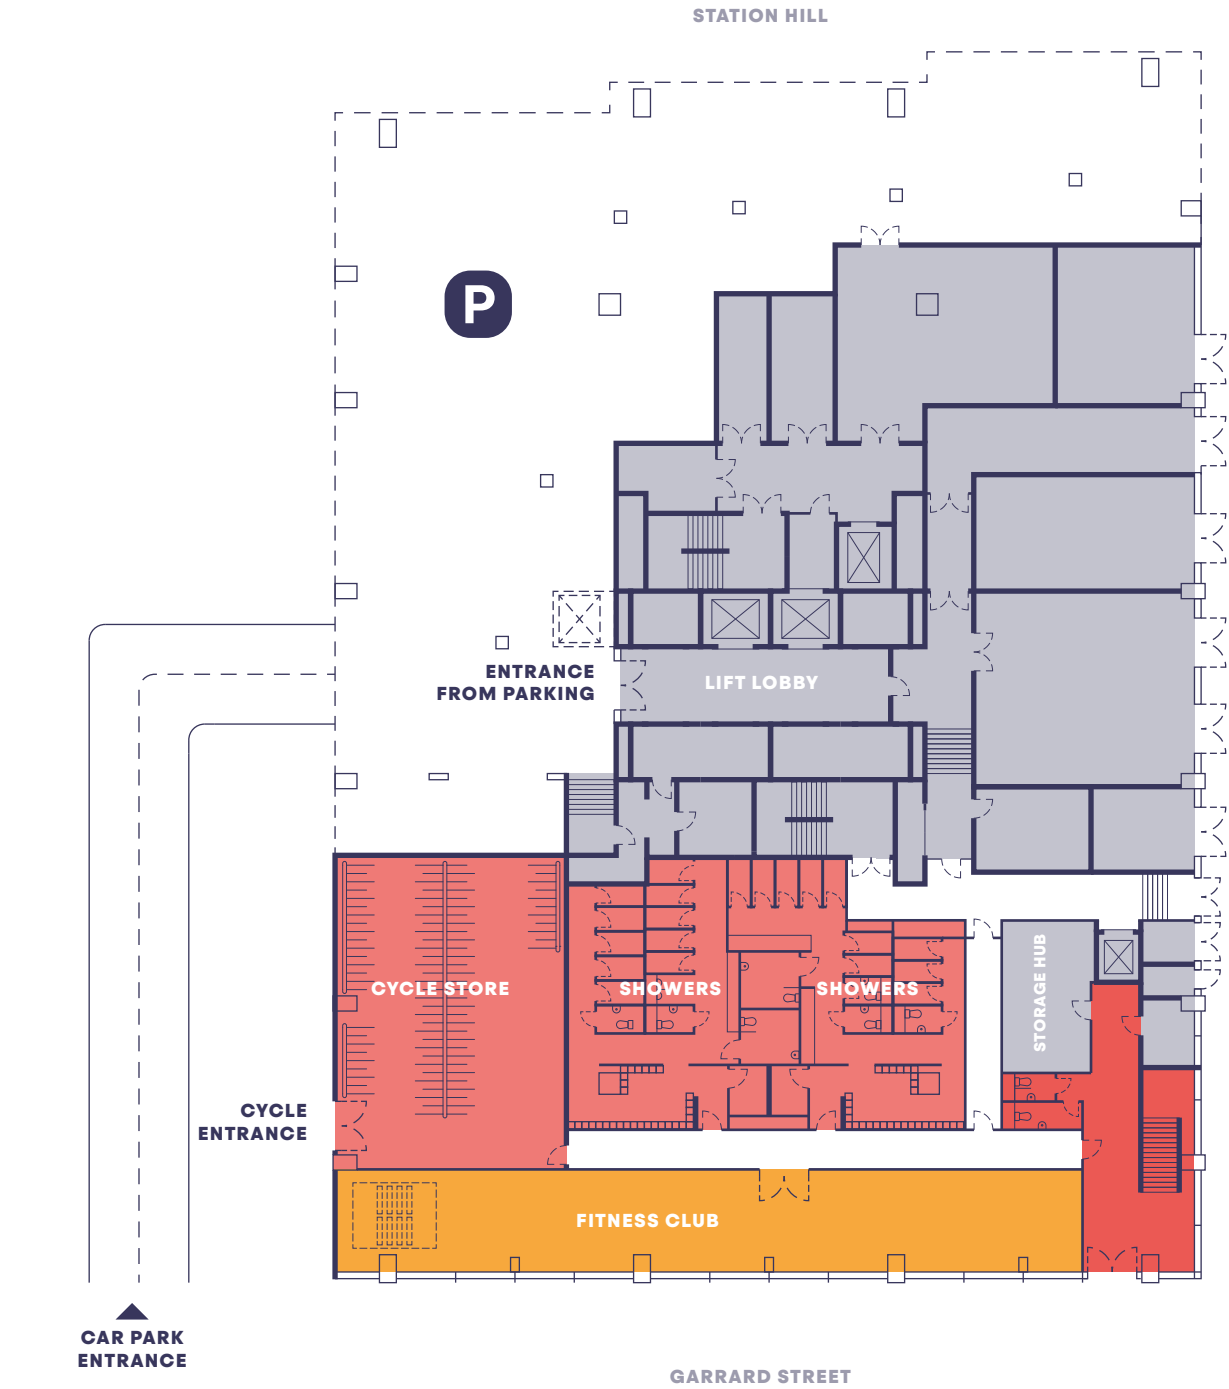 STATION HILL
P
ENTRANCE
FROM PARKING
LIFT LOBBY
CYCLE STORE
SHOWERS
SHOWERS
STORAGE HUB
CYCLE
ENTRANCE
FITNESS CLUB
CAR PARK
ENTRANCE
GARRARD STREET